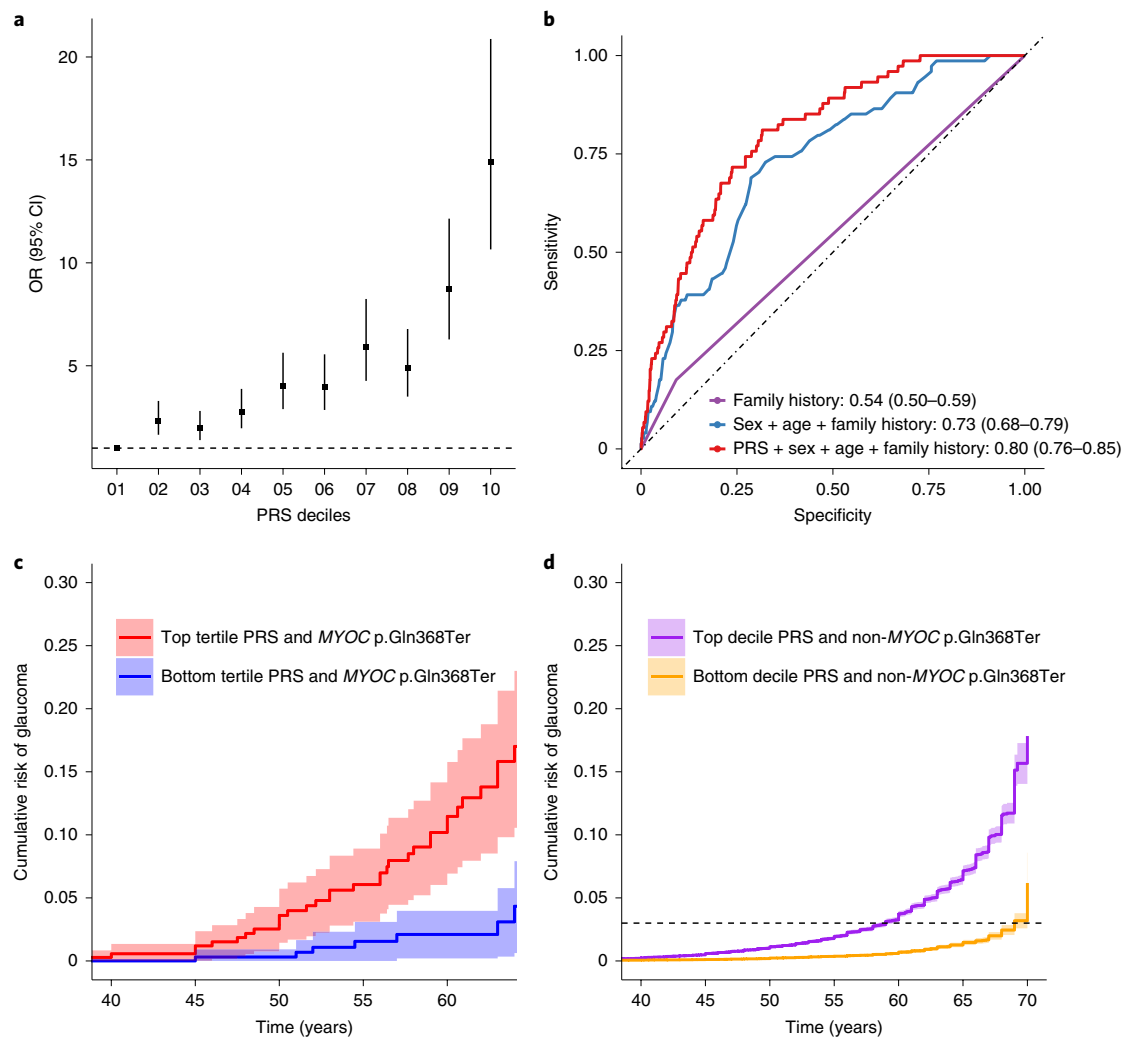 a
OR (95% CI)
20
15
10
5
01 02 03 04 05 06 07 08 09 10
PRS deciles
b
Sensitivity
1.00
0.75
0.50
0.25
0
Family history: 0.54 (0.50–0.59)
Sex + age + family history: 0.73 (0.68–0.79)
PRS + sex + age + family history: 0.80 (0.76–0.85)
0 0.25 0.50 0.75 1.00
Specificity
c
Cumulative risk of glaucoma
0.30
0.25
0.20
0.15
0.10
0.05
0
Top tertile PRS and MYOC p.Gln368Ter
Bottom tertile PRS and MYOC p.Gln368Ter
40 45 50 55 60
Time (years)
d
Cumulative risk of glaucoma
0.30
0.25
0.20
0.15
0.10
0.05
0
Top decile PRS and non-MYOC p.Gln368Ter
Bottom decile PRS and non-MYOC p.Gln368Ter
40 45 50 55 60 65 70
Time (years)